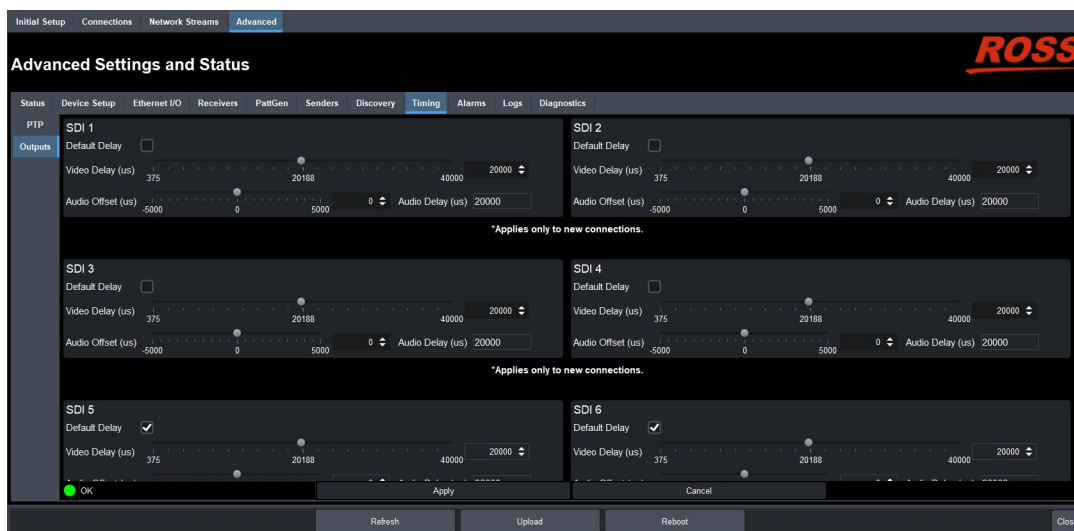 Initial Setup Connections Network Streams Advanced
Advanced Settings and Status
ROSS
Status Device Setup Ethernet I/O Receivers PattGen Senders Discovery Timing Alarms Logs Diagnostics
PTP
Outputs
SDI 1
Default Delay
Video Delay (us) 375 20188 40000 20000
Audio Offset (us) -5000 0 5000 0 Audio Delay (us) 20000
SDI 2
Default Delay
Video Delay (us) 375 20188 40000 20000
Audio Offset (us) -5000 0 5000 0 Audio Delay (us) 20000
*Applies only to new connections.
SDI 3
Default Delay
Video Delay (us) 375 20188 40000 20000
Audio Offset (us) -5000 0 5000 0 Audio Delay (us) 20000
SDI 4
Default Delay
Video Delay (us) 375 20188 40000 20000
Audio Offset (us) -5000 0 5000 0 Audio Delay (us) 20000
*Applies only to new connections.
SDI 5
Default Delay
Video Delay (us) 375 20188 40000 20000
SDI 6
Default Delay
Video Delay (us) 375 20188 40000 20000
OK Apply Cancel
Refresh Upload Reboot Clos